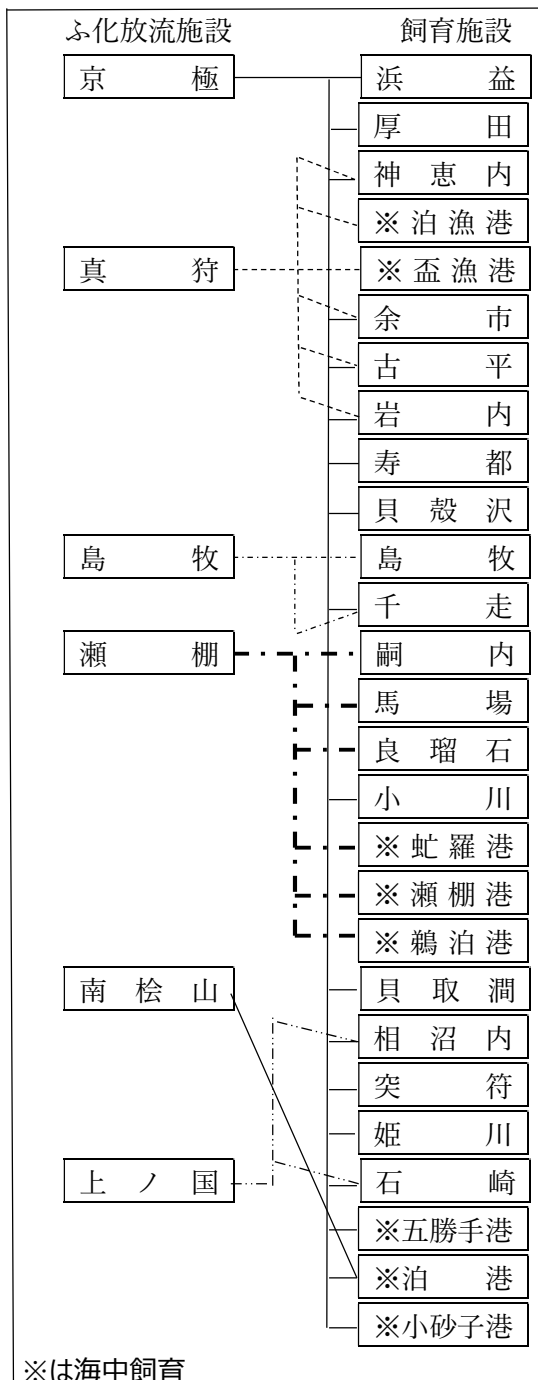 ふ化放流施設 飼育施設
京極 浜益
厚田
神恵内
※泊漁港
真狩 ※盃漁港
余市
古平
岩内
寿都
貝殻沢
島牧 島牧
千走
瀬棚 嗣内
馬場
良瑠石
小川
※虻羅港
※瀬棚港
※鵜泊港
南桧山 貝取澗
相沼内
突符
姫川
上ノ国 石崎
※五勝手港
※泊港
※小砂子港
※は海中飼育